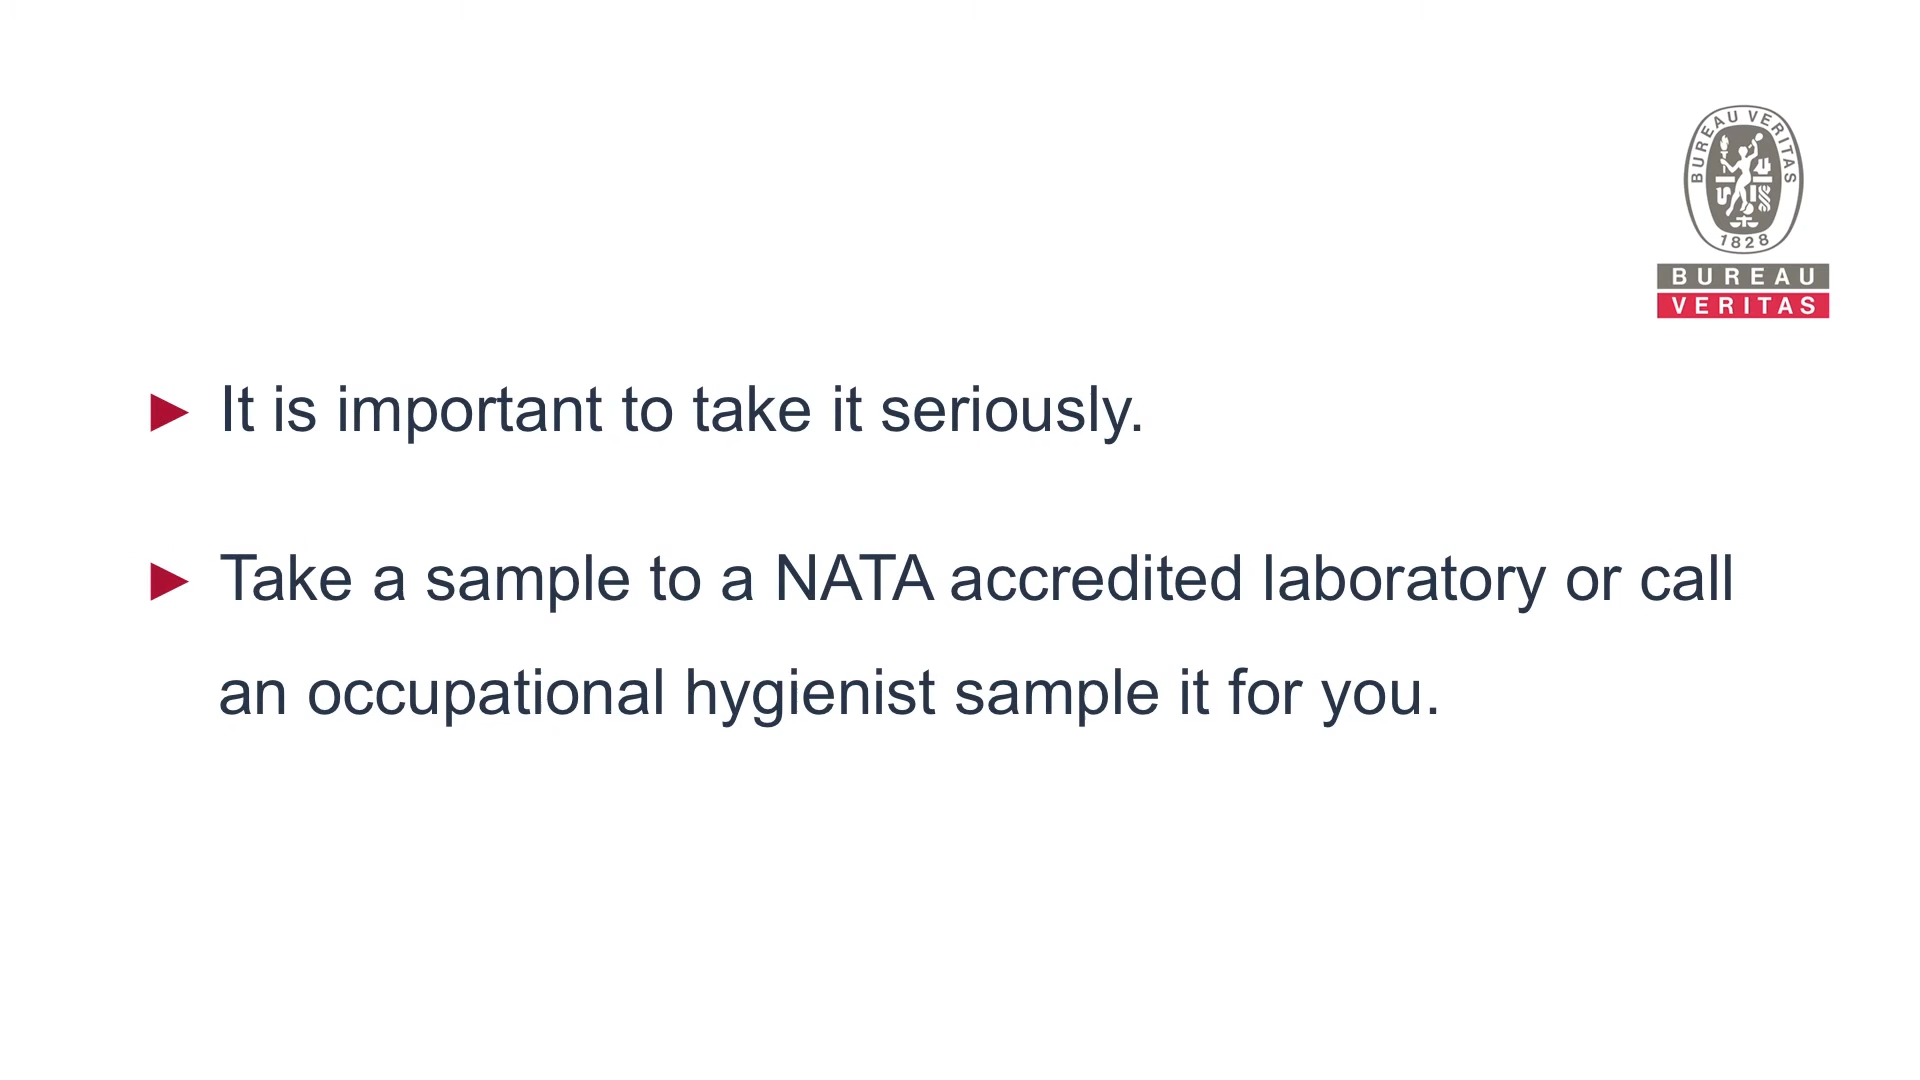 BUREAU VERITAS
1828
BUREAU
VERITAS
► It is important to take it seriously.
► Take a sample to a NATA accredited laboratory or call
an occupational hygienist sample it for you.